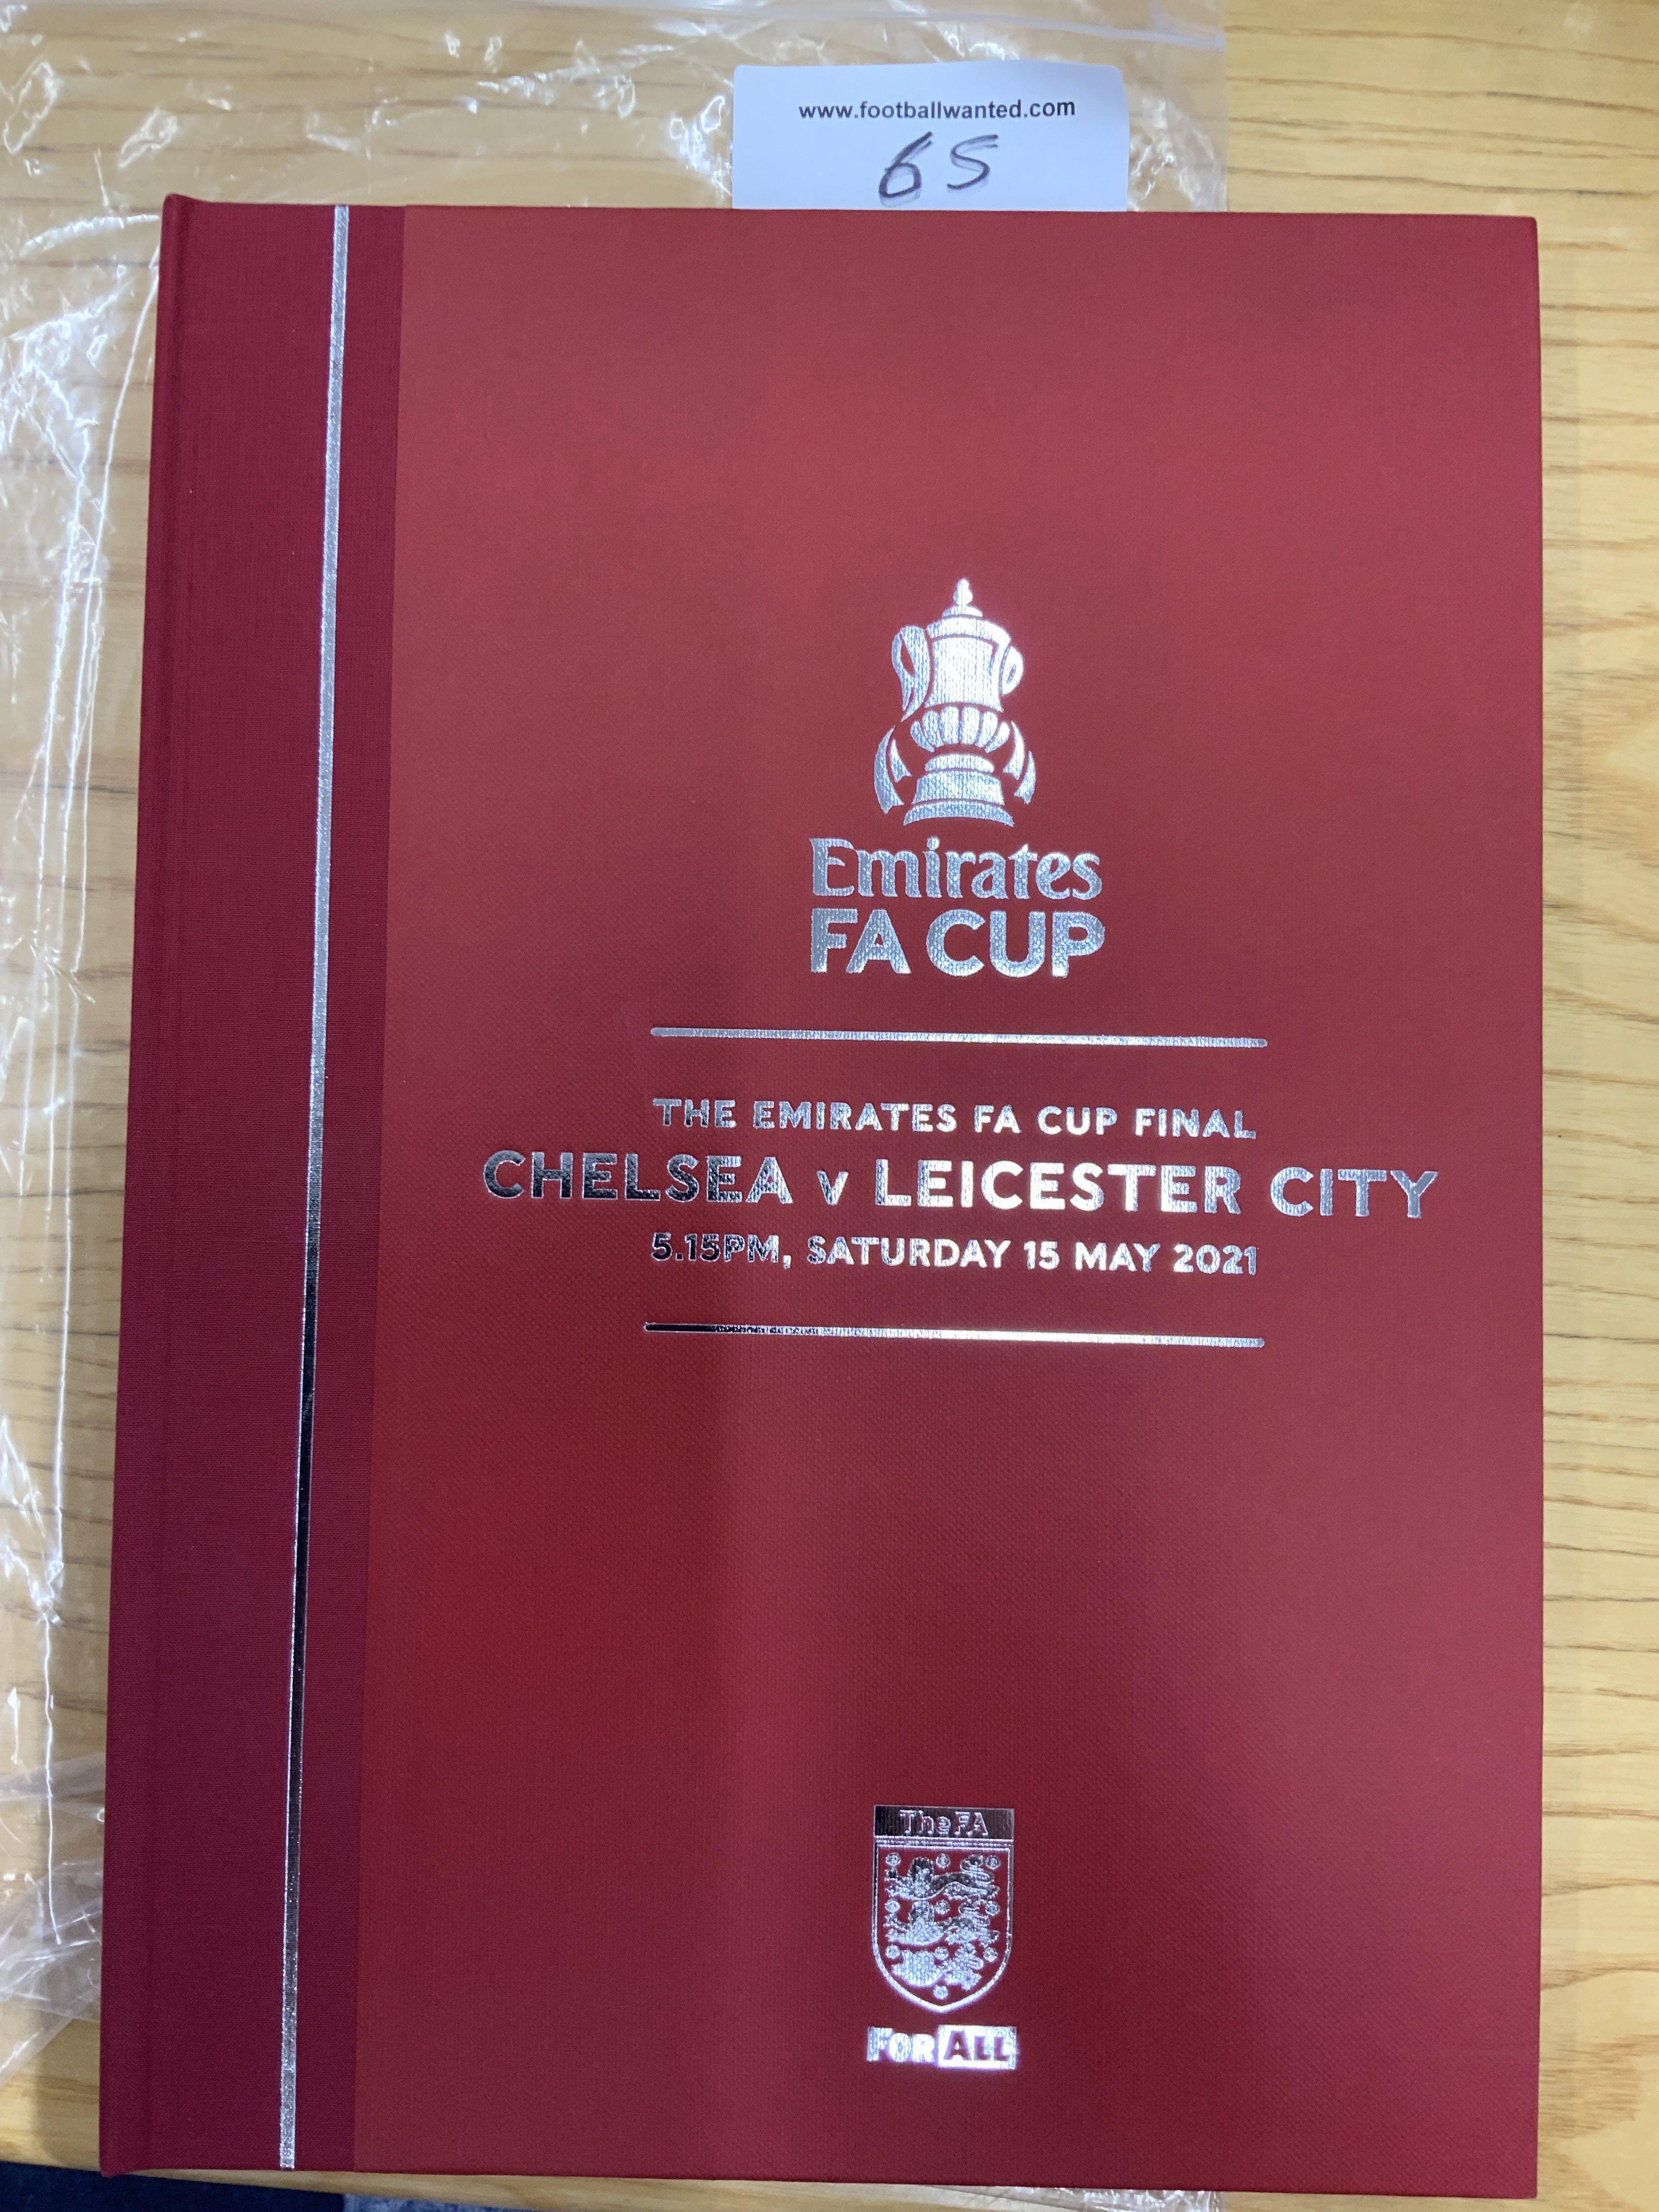 www.footballwanted.com
65
Emirates
FA CUP
THE EMIRATES FA CUP FINAL
CHELSEA v LEICESTER CITY
5.15PM, SATURDAY 15 MAY 2021
The FA
FOR ALL